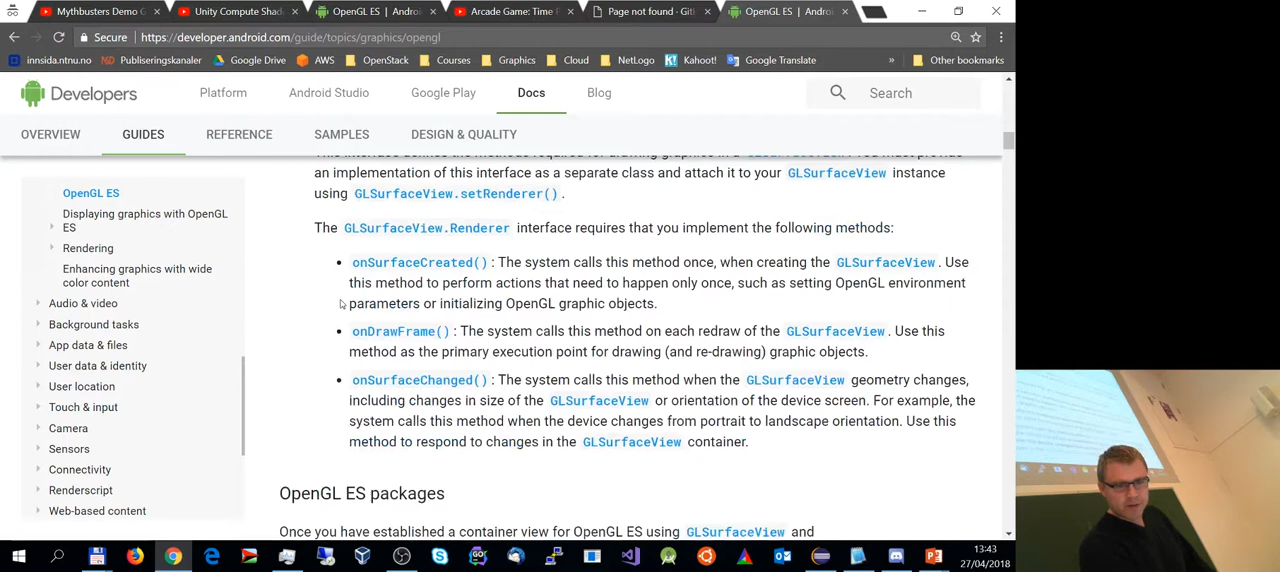 Mythbusters Demo G
Unity Compute Shad
OpenGL ES | Androi
Arcade Game: Time P
Page not found · Git
OpenGL ES | Androi
Secure
https://developer.android.com/guide/topics/graphics/opengl
innsida.ntnu.no
Publiseringskanaler
Google Drive
AWS
OpenStack
Courses
Graphics
Cloud
NetLogo
Kahoot!
Google Translate
»
Other bookmarks
Developers
Platform
Android Studio
Google Play
Docs
Blog
Search
OVERVIEW
GUIDES
REFERENCE
SAMPLES
DESIGN & QUALITY
OpenGL ES
Displaying graphics with OpenGL
ES
Rendering
Enhancing graphics with wide
color content
Audio & video
Background tasks
App data & files
User data & identity
User location
Touch & input
Camera
Sensors
Connectivity
Renderscript
Web-based content
an implementation of this interface as a separate class and attach it to your GLSurfaceView instance
using GLSurfaceView.setRenderer().
The GLSurfaceView.Renderer interface requires that you implement the following methods:
• onSurfaceCreated(): The system calls this method once, when creating the GLSurfaceView. Use
this method to perform actions that need to happen only once, such as setting OpenGL environment
parameters or initializing OpenGL graphic objects.
• onDrawFrame(): The system calls this method on each redraw of the GLSurfaceView. Use this
method as the primary execution point for drawing (and re-drawing) graphic objects.
• onSurfaceChanged(): The system calls this method when the GLSurfaceView geometry changes,
including changes in size of the GLSurfaceView or orientation of the device screen. For example, the
system calls this method when the device changes from portrait to landscape orientation. Use this
method to respond to changes in the GLSurfaceView container.
OpenGL ES packages
Once you have established a container view for OpenGL ES using GLSurfaceView and
13:43
27/04/2018